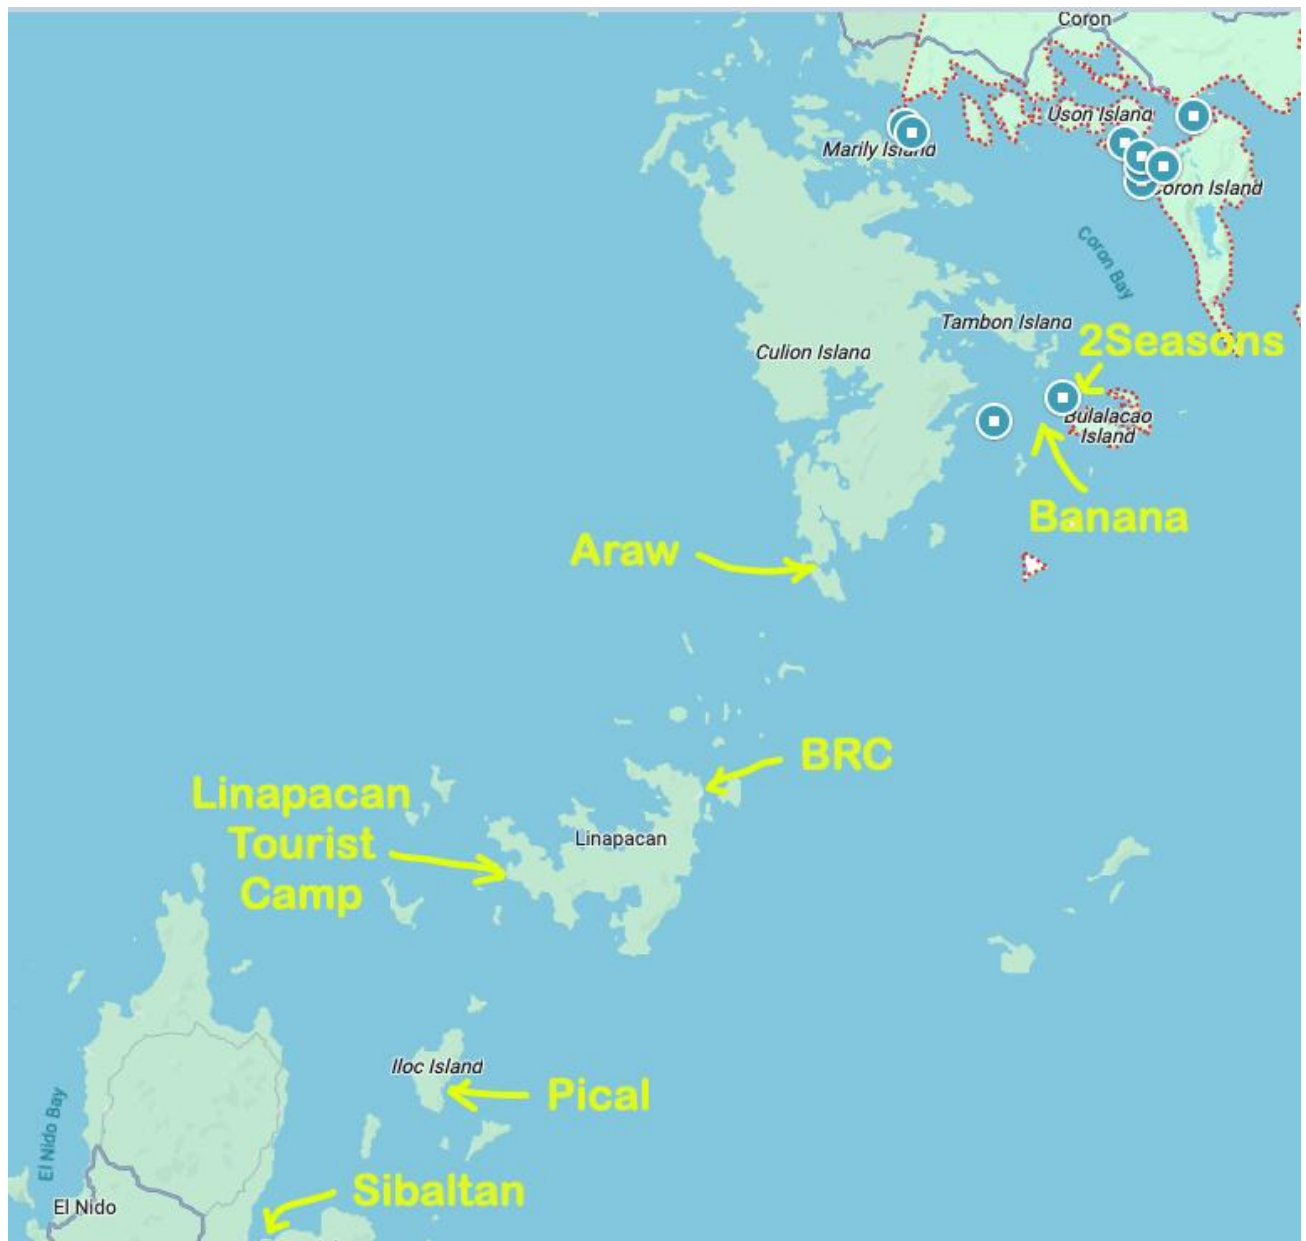 Coron
Uson Island
Marily Island
Coron Island
Coron Bay
Tambon Island
2Seasons
Culion Island
Bulalacao
Island
Banana
Araw
BRC
Linapacan
Tourist
Camp
Linapacan
Iloc Island
Pical
El Nido Bay
Sibaltan
El Nido